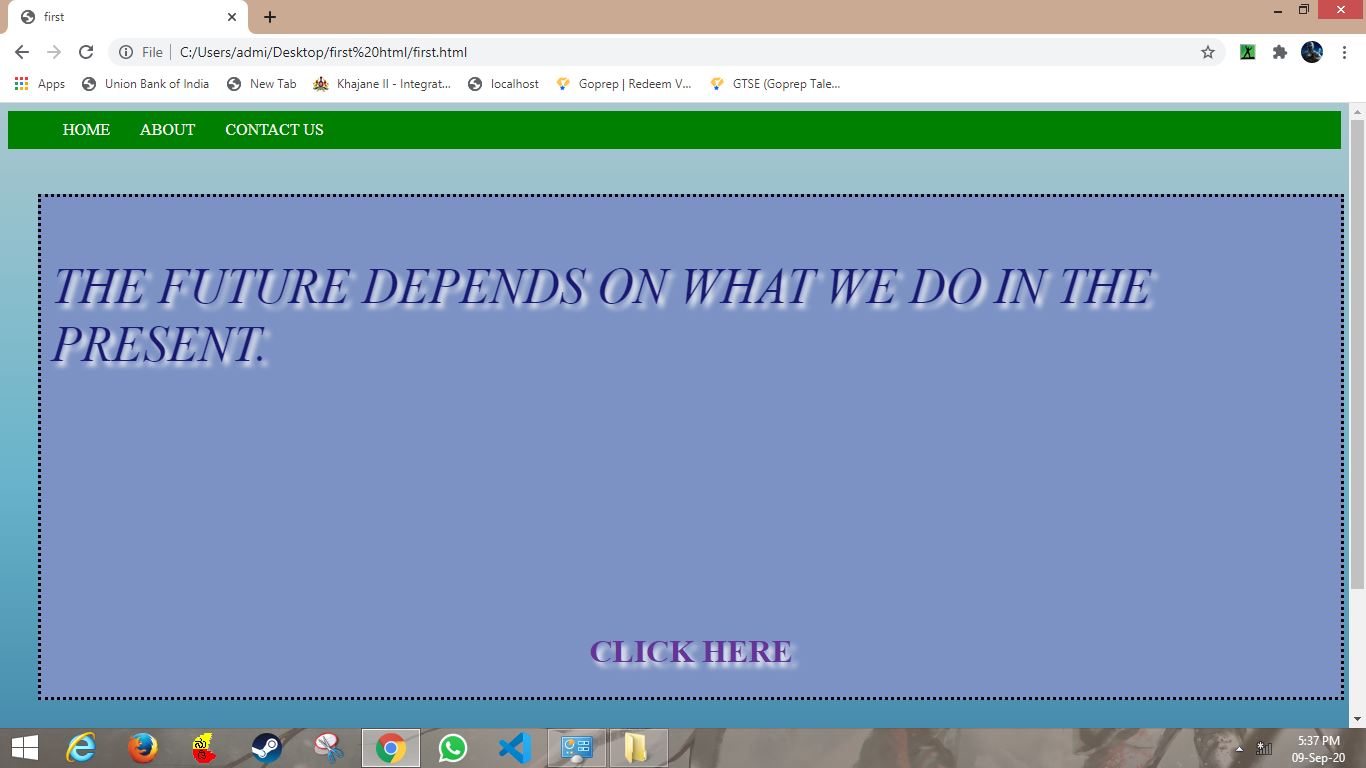 first
File
C:/Users/admi/Desktop/first%20html/first.html
Apps
Union Bank of India
New Tab
Khajane II - Integrat...
localhost
Goprep | Redeem V...
GTSE (Goprep Tale...
HOME ABOUT CONTACT US
THE FUTURE DEPENDS ON WHAT WE DO IN THE
PRESENT.
CLICK HERE
5:37 PM
09-Sep-20